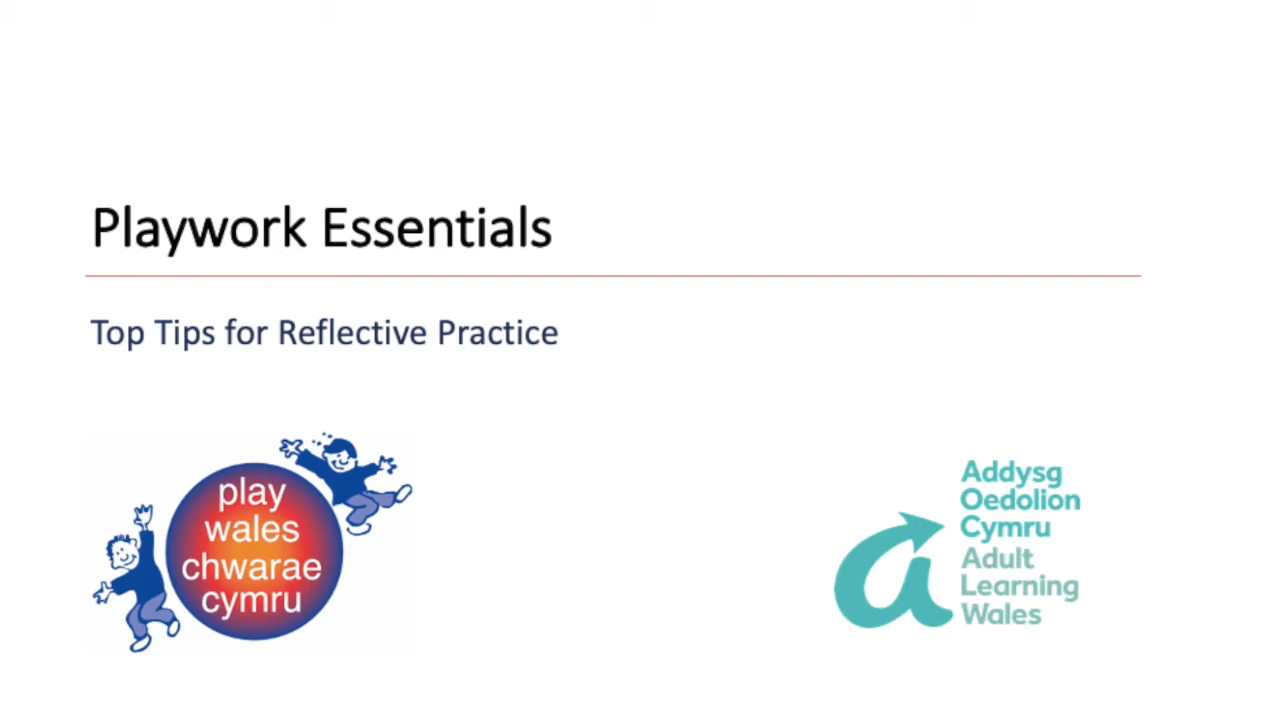 Playwork Essentials
Top Tips for Reflective Practice
play
wales
chwarae
cymru
Addysg
Oedolion
Cymru
Adult
Learning
Wales